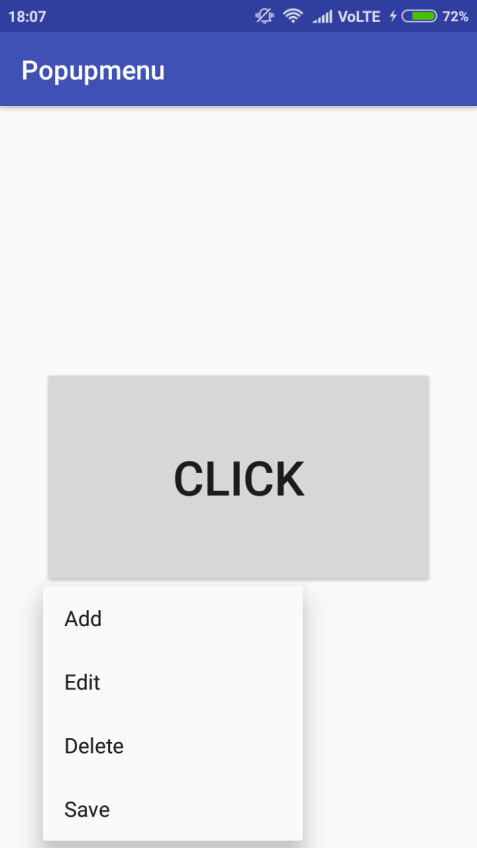 18:07 VoLTE 72%
Popupmenu
CLICK
Add
Edit
Delete
Save